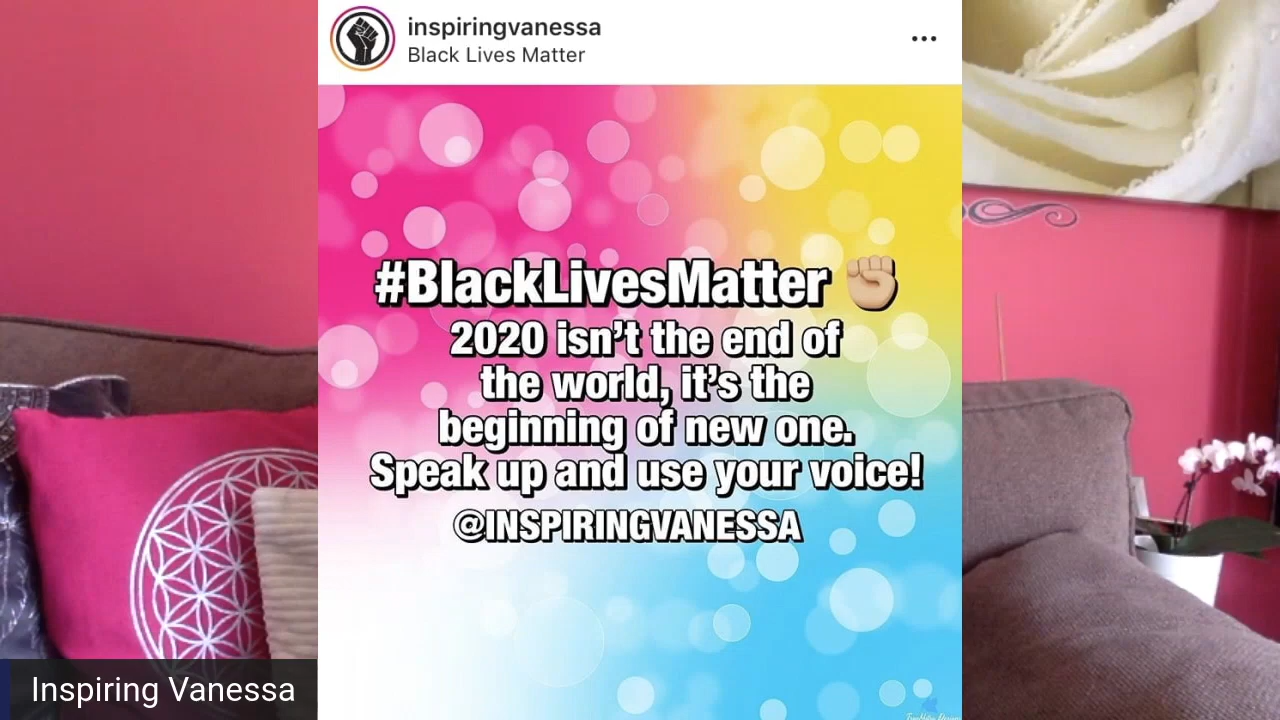 inspiringvanessa
Black Lives Matter
#BlackLivesMatter ✊🏼
2020 isn't the end of
the world, it's the
beginning of new one.
Speak up and use your voice!
@INSPIRINGVANESSA
Inspiring Vanessa